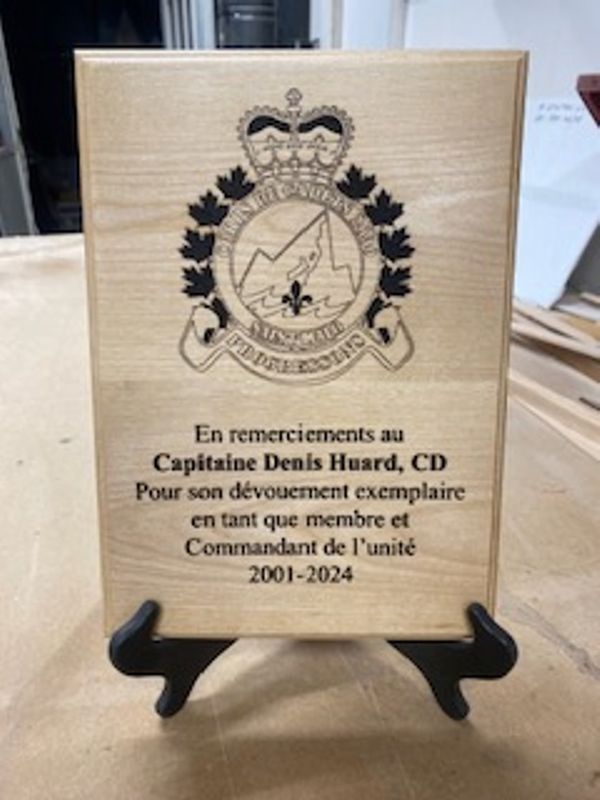 PROGRESSONS
En remerciements au
Capitaine Denis Huard, CD
Pour son dévouement exemplaire
en tant que membre et
Commandant de l'unité
2001-2024